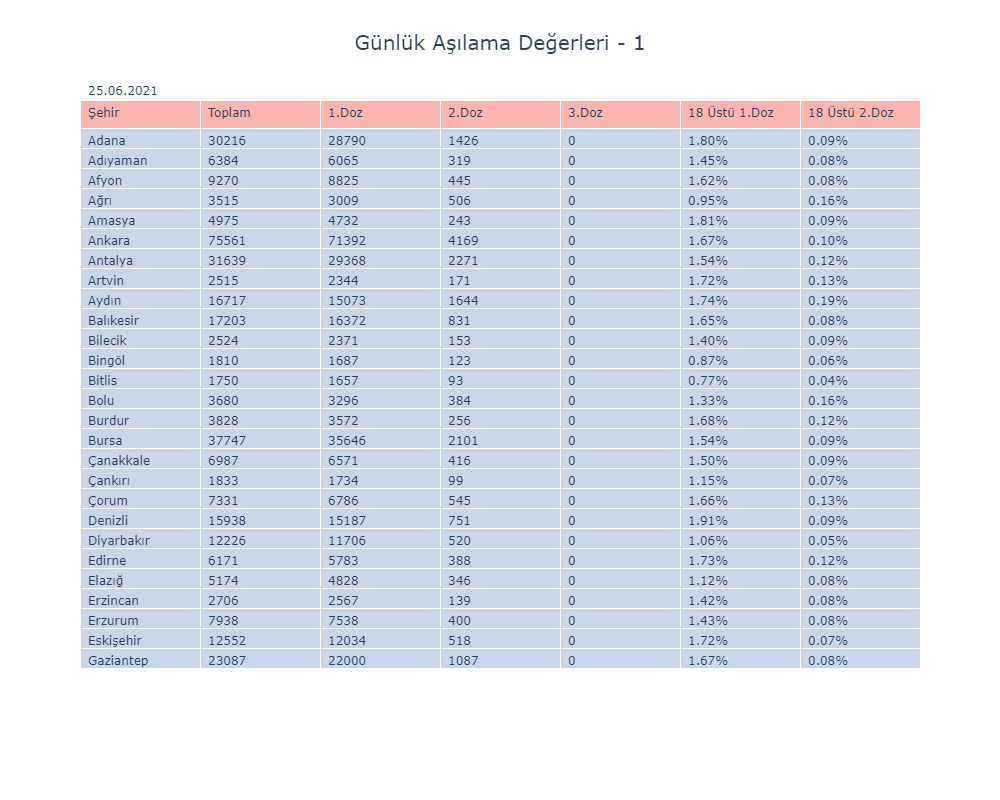 Günlük Aşılama Değerleri - 1
25.06.2021
Şehir Toplam 1.Doz 2.Doz 3.Doz 18 Üstü 1.Doz 18 Üstü 2.Doz
Adana 30216 28790 1426 0 1.80% 0.09%
Adıyaman 6384 6065 319 0 1.45% 0.08%
Afyon 9270 8825 445 0 1.62% 0.08%
Ağrı 3515 3009 506 0 0.95% 0.16%
Amasya 4975 4732 243 0 1.81% 0.09%
Ankara 75561 71392 4169 0 1.67% 0.10%
Antalya 31639 29368 2271 0 1.54% 0.12%
Artvin 2515 2344 171 0 1.72% 0.13%
Aydın 16717 15073 1644 0 1.74% 0.19%
Balıkesir 17203 16372 831 0 1.65% 0.08%
Bilecik 2524 2371 153 0 1.40% 0.09%
Bingöl 1810 1687 123 0 0.87% 0.06%
Bitlis 1750 1657 93 0 0.77% 0.04%
Bolu 3680 3296 384 0 1.33% 0.16%
Burdur 3828 3572 256 0 1.68% 0.12%
Bursa 37747 35646 2101 0 1.54% 0.09%
Çanakkale 6987 6571 416 0 1.50% 0.09%
Çankırı 1833 1734 99 0 1.15% 0.07%
Çorum 7331 6786 545 0 1.66% 0.13%
Denizli 15938 15187 751 0 1.91% 0.09%
Diyarbakır 12226 11706 520 0 1.06% 0.05%
Edirne 6171 5783 388 0 1.73% 0.12%
Elazığ 5174 4828 346 0 1.12% 0.08%
Erzincan 2706 2567 139 0 1.42% 0.08%
Erzurum 7938 7538 400 0 1.43% 0.08%
Eskişehir 12552 12034 518 0 1.72% 0.07%
Gaziantep 23087 22000 1087 0 1.67% 0.08%